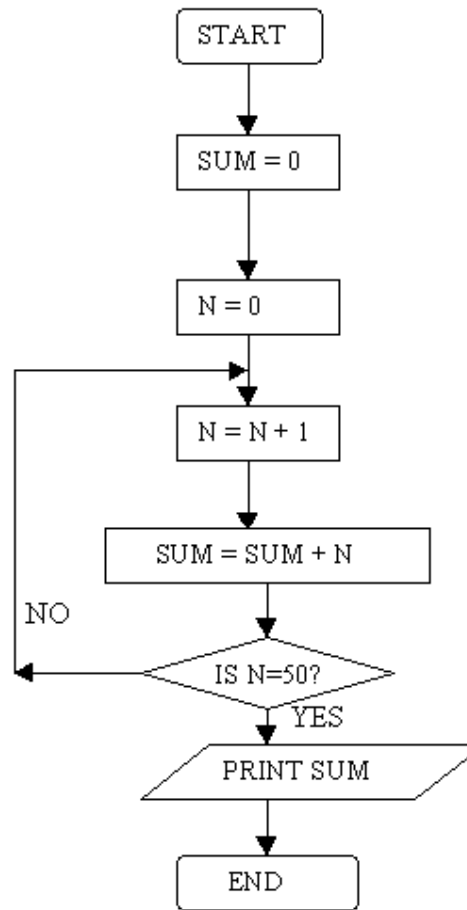 START
SUM = 0
N = 0
N = N + 1
SUM = SUM + N
NO
IS N=50?
YES
PRINT SUM
END